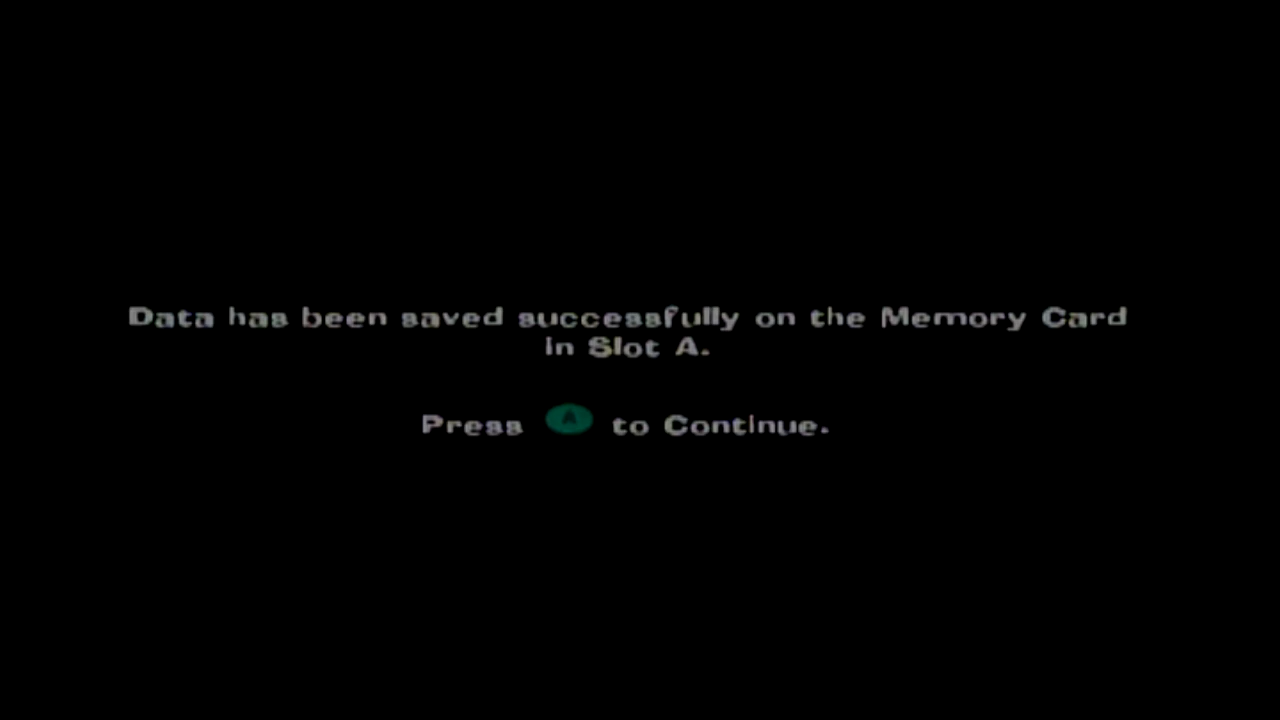 Data has been saved successfully on the Memory Card
in Slot A.
Press A to Continue.